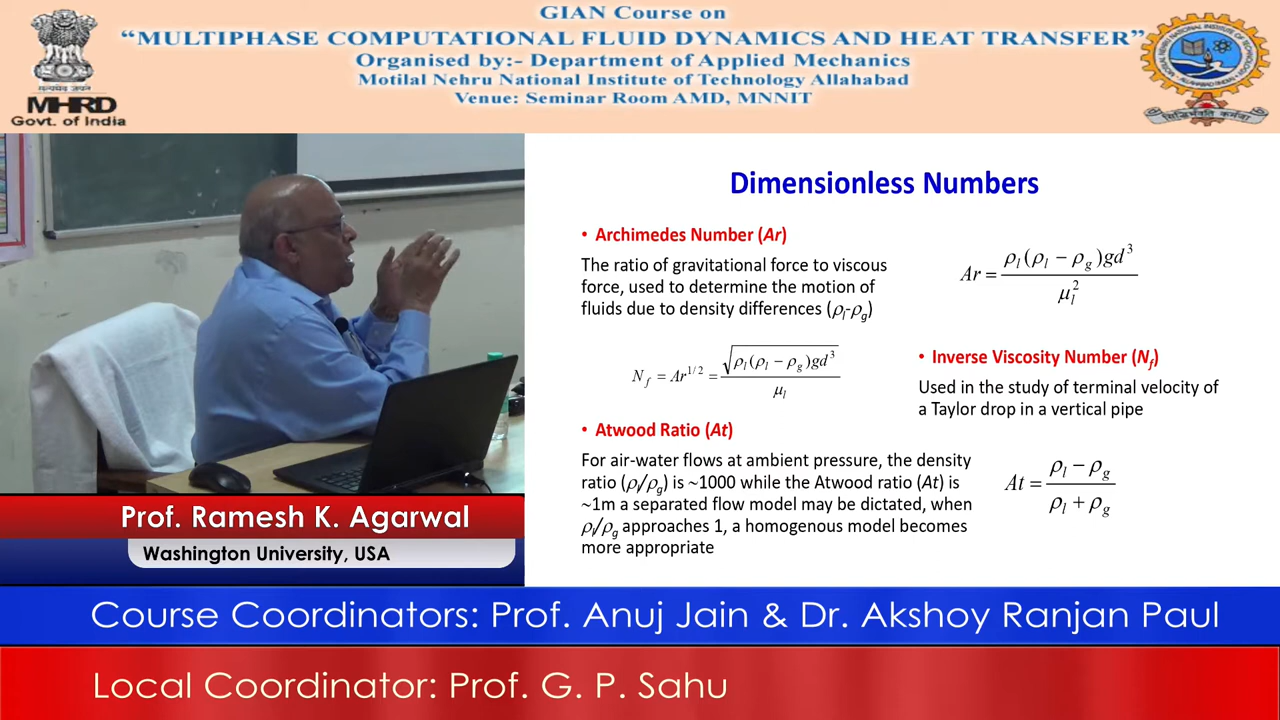 GIAN Course on
“MULTIPHASE COMPUTATIONAL FLUID DYNAMICS AND HEAT TRANSFER”
Organised by:- Department of Applied Mechanics
Motilal Nehru National Institute of Technology Allahabad
Venue: Seminar Room AMD, MNNIT
सत्यमेव जयते
MHRD
Govt. of India
Dimensionless Numbers
• Archimedes Number (Ar)
The ratio of gravitational force to viscous
force, used to determine the motion of
fluids due to density differences (ρl-ρg)
Ar = ρl(ρl − ρg)gd³ / μl²
Nf = Ar^1/2 = √(ρl(ρl − ρg)gd³) / μl
• Inverse Viscosity Number (Nf)
Used in the study of terminal velocity of
a Taylor drop in a vertical pipe
• Atwood Ratio (At)
For air-water flows at ambient pressure, the density
ratio (ρl/ρg) is ~1000 while the Atwood ratio (At) is
~1m a separated flow model may be dictated, when
ρl/ρg approaches 1, a homogenous model becomes
more appropriate
At = (ρl − ρg) / (ρl + ρg)
Prof. Ramesh K. Agarwal
Washington University, USA
Course Coordinators: Prof. Anuj Jain & Dr. Akshoy Ranjan Paul
Local Coordinator: Prof. G. P. Sahu